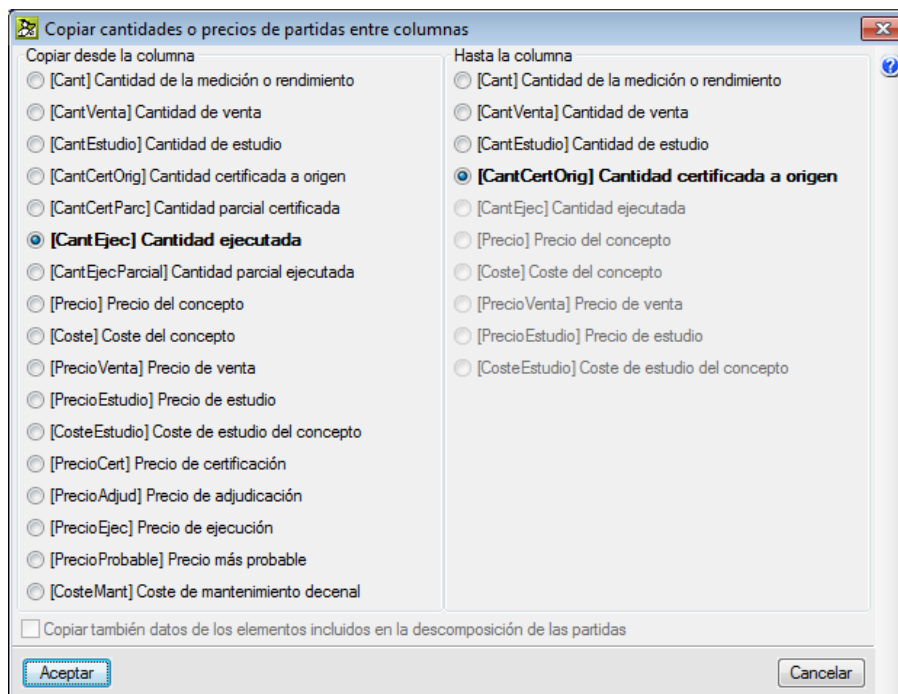 Copiar cantidades o precios de partidas entre columnas
Copiar desde la columna
[Cant] Cantidad de la medición o rendimiento
[CantVenta] Cantidad de venta
[CantEstudio] Cantidad de estudio
[CantCertOrig] Cantidad certificada a origen
[CantCertParc] Cantidad parcial certificada
[CantEjec] Cantidad ejecutada
[CantEjecParcial] Cantidad parcial ejecutada
[Precio] Precio del concepto
[Coste] Coste del concepto
[PrecioVenta] Precio de venta
[PrecioEstudio] Precio de estudio
[CosteEstudio] Coste de estudio del concepto
[PrecioCert] Precio de certificación
[PrecioAdjud] Precio de adjudicación
[PrecioEjec] Precio de ejecución
[PrecioProbable] Precio más probable
[CosteMant] Coste de mantenimiento decenal
Hasta la columna
[Cant] Cantidad de la medición o rendimiento
[CantVenta] Cantidad de venta
[CantEstudio] Cantidad de estudio
[CantCertOrig] Cantidad certificada a origen
[CantEjec] Cantidad ejecutada
[Precio] Precio del concepto
[Coste] Coste del concepto
[PrecioVenta] Precio de venta
[PrecioEstudio] Precio de estudio
[CosteEstudio] Coste de estudio del concepto
Copiar también datos de los elementos incluidos en la descomposición de las partidas
Aceptar
Cancelar